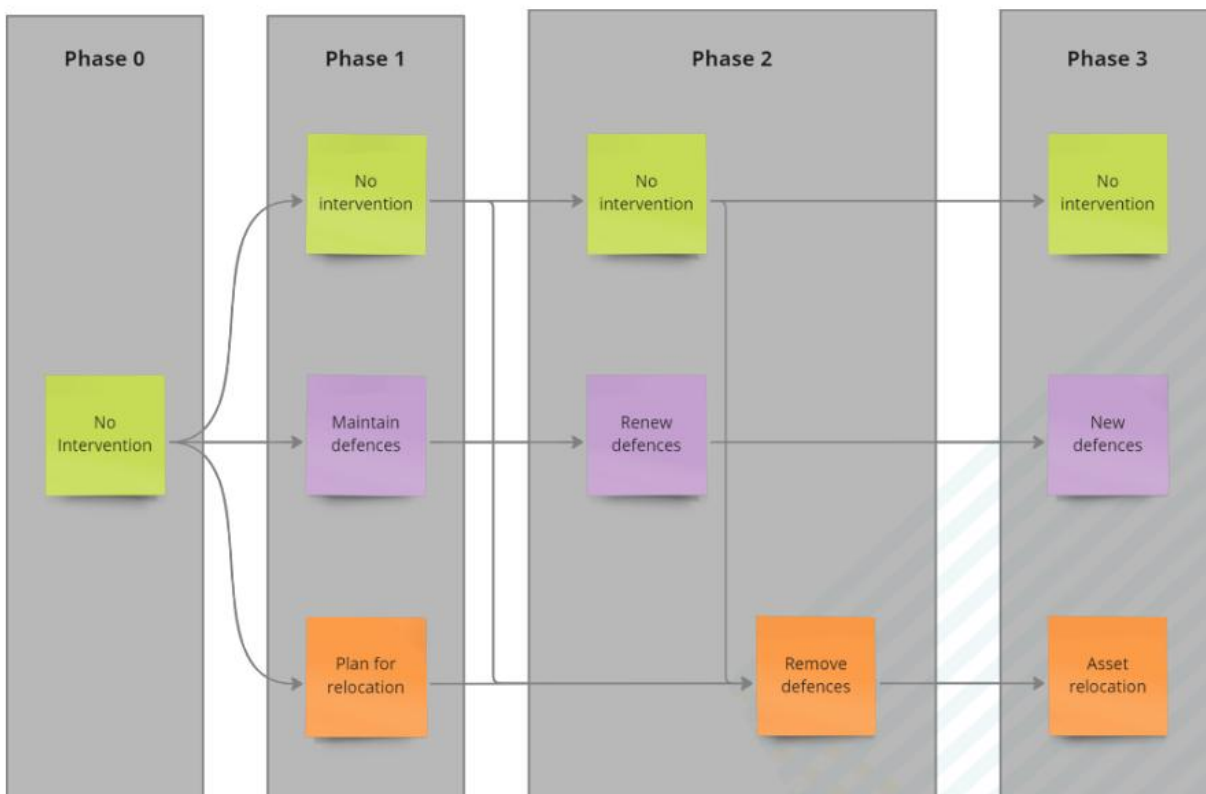 Phase 0
Phase 1
Phase 2
Phase 3
No
intervention
No
intervention
No
intervention
No
Intervention
Maintain
defences
Renew
defences
New
defences
Plan for
relocation
Remove
defences
Asset
relocation